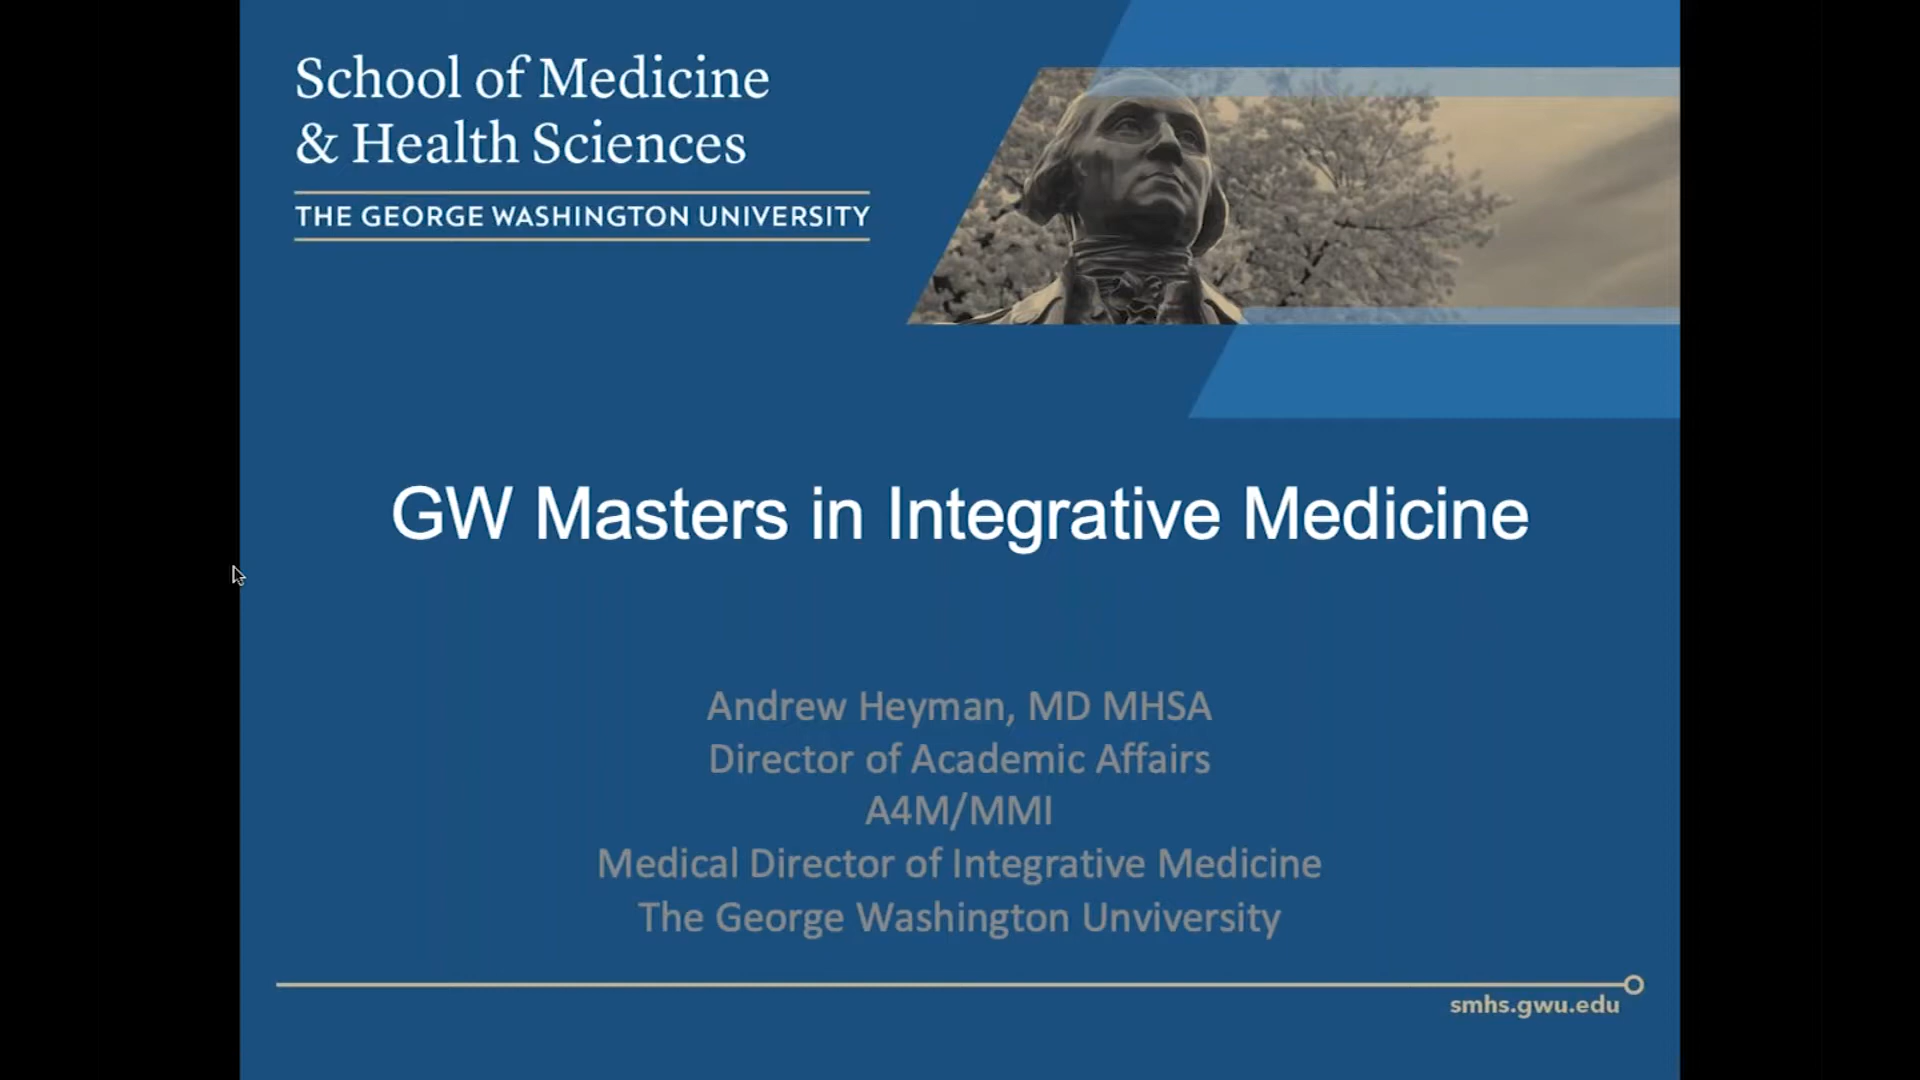 School of Medicine
& Health Sciences
THE GEORGE WASHINGTON UNIVERSITY
GW Masters in Integrative Medicine
Andrew Heyman, MD MHSA
Director of Academic Affairs
A4M/MMI
Medical Director of Integrative Medicine
The George Washington Unviversity
smhs.gwu.edu